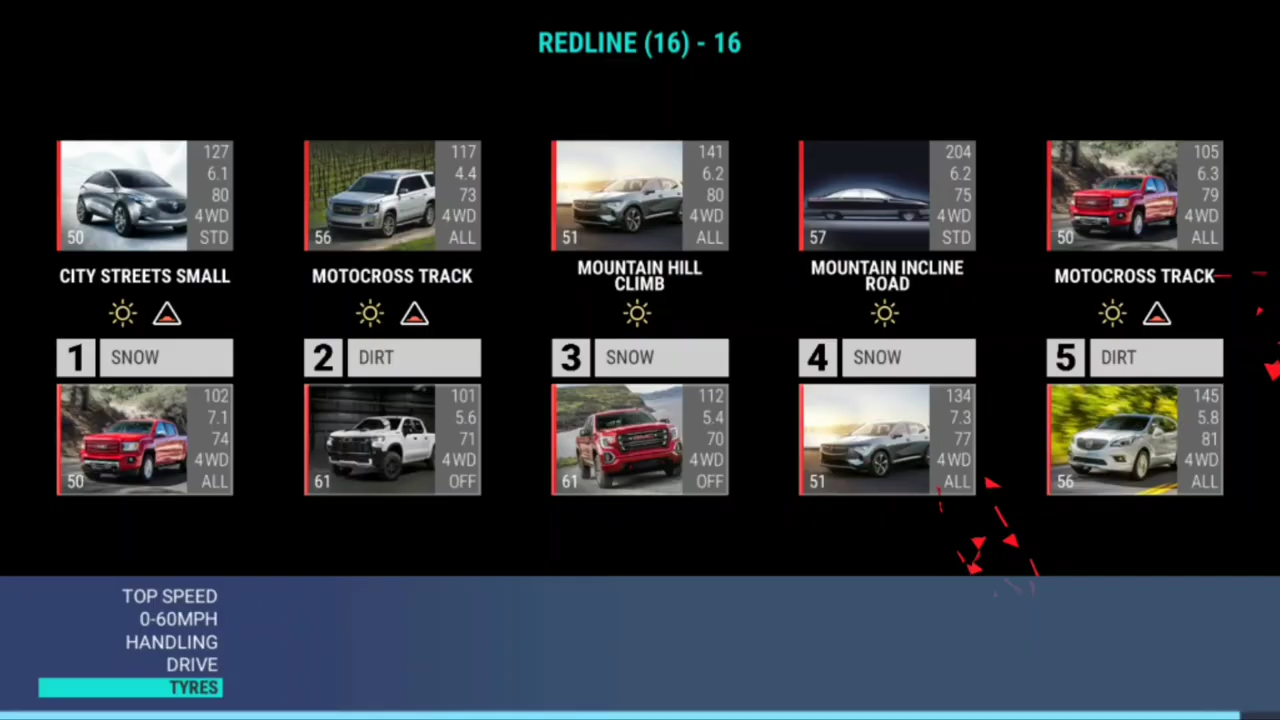 REDLINE (16) - 16
127
6.1
80
4WD
STD
50
117
4.4
73
4WD
ALL
56
141
6.2
80
4WD
ALL
51
204
6.2
75
4WD
STD
57
105
6.3
79
4WD
ALL
50
CITY STREETS SMALL
MOTOCROSS TRACK
MOUNTAIN HILL
CLIMB
MOUNTAIN INCLINE
ROAD
MOTOCROSS TRACK
1 SNOW
2 DIRT
3 SNOW
4 SNOW
5 DIRT
102
7.1
74
4WD
ALL
50
101
5.6
71
4WD
OFF
61
112
5.4
70
4WD
OFF
61
134
7.3
77
4WD
ALL
51
145
5.8
81
4WD
ALL
56
TOP SPEED
0-60MPH
HANDLING
DRIVE
TYRES